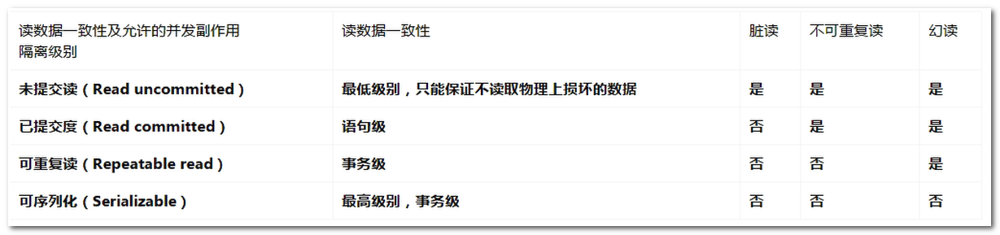 读数据一致性及允许的并发副作用 读数据一致性 脏读 不可重复读 幻读
隔离级别
未提交读（Read uncommitted） 最低级别，只能保证不读取物理上损坏的数据 是 是 是
已提交度（Read committed） 语句级 否 是 是
可重复读（Repeatable read） 事务级 否 否 是
可序列化（Serializable） 最高级别，事务级 否 否 否